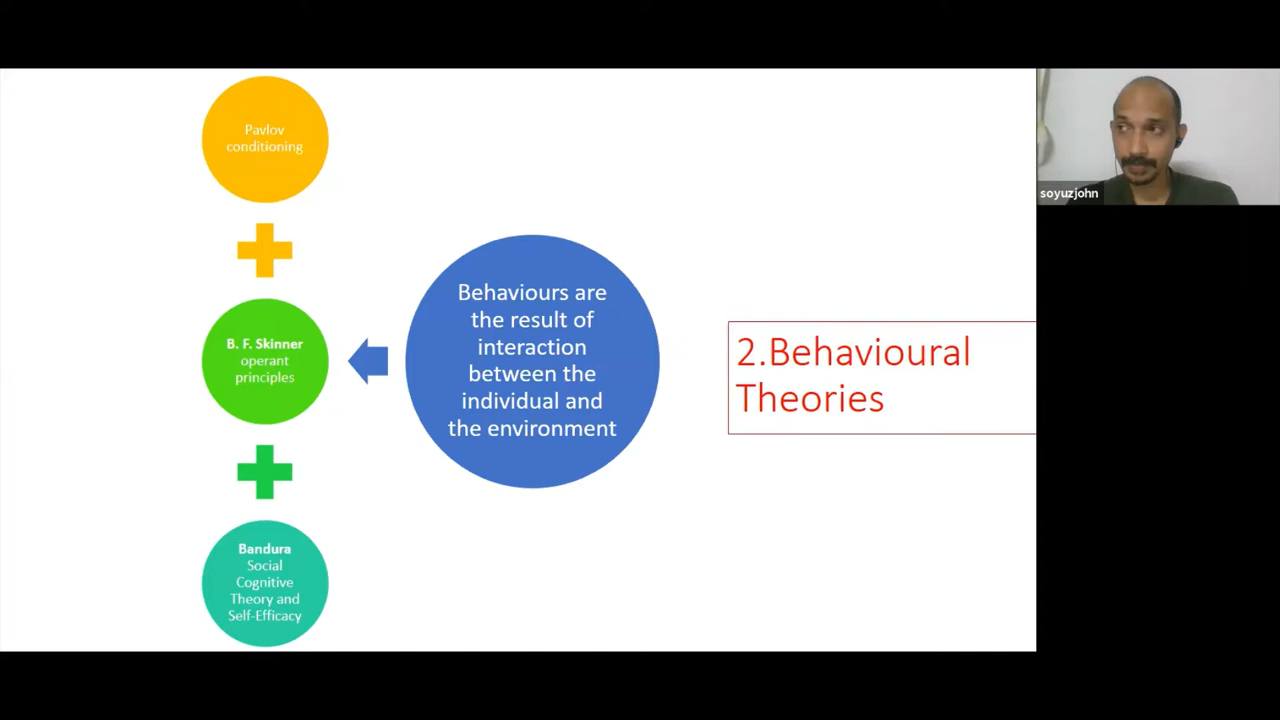 Pavlov
conditioning
B. F. Skinner
operant
principles
Bandura
Social
Cognitive
Theory and
Self-Efficacy
Behaviours are
the result of
interaction
between the
individual and
the environment
2.Behavioural
Theories
soyuzjohn